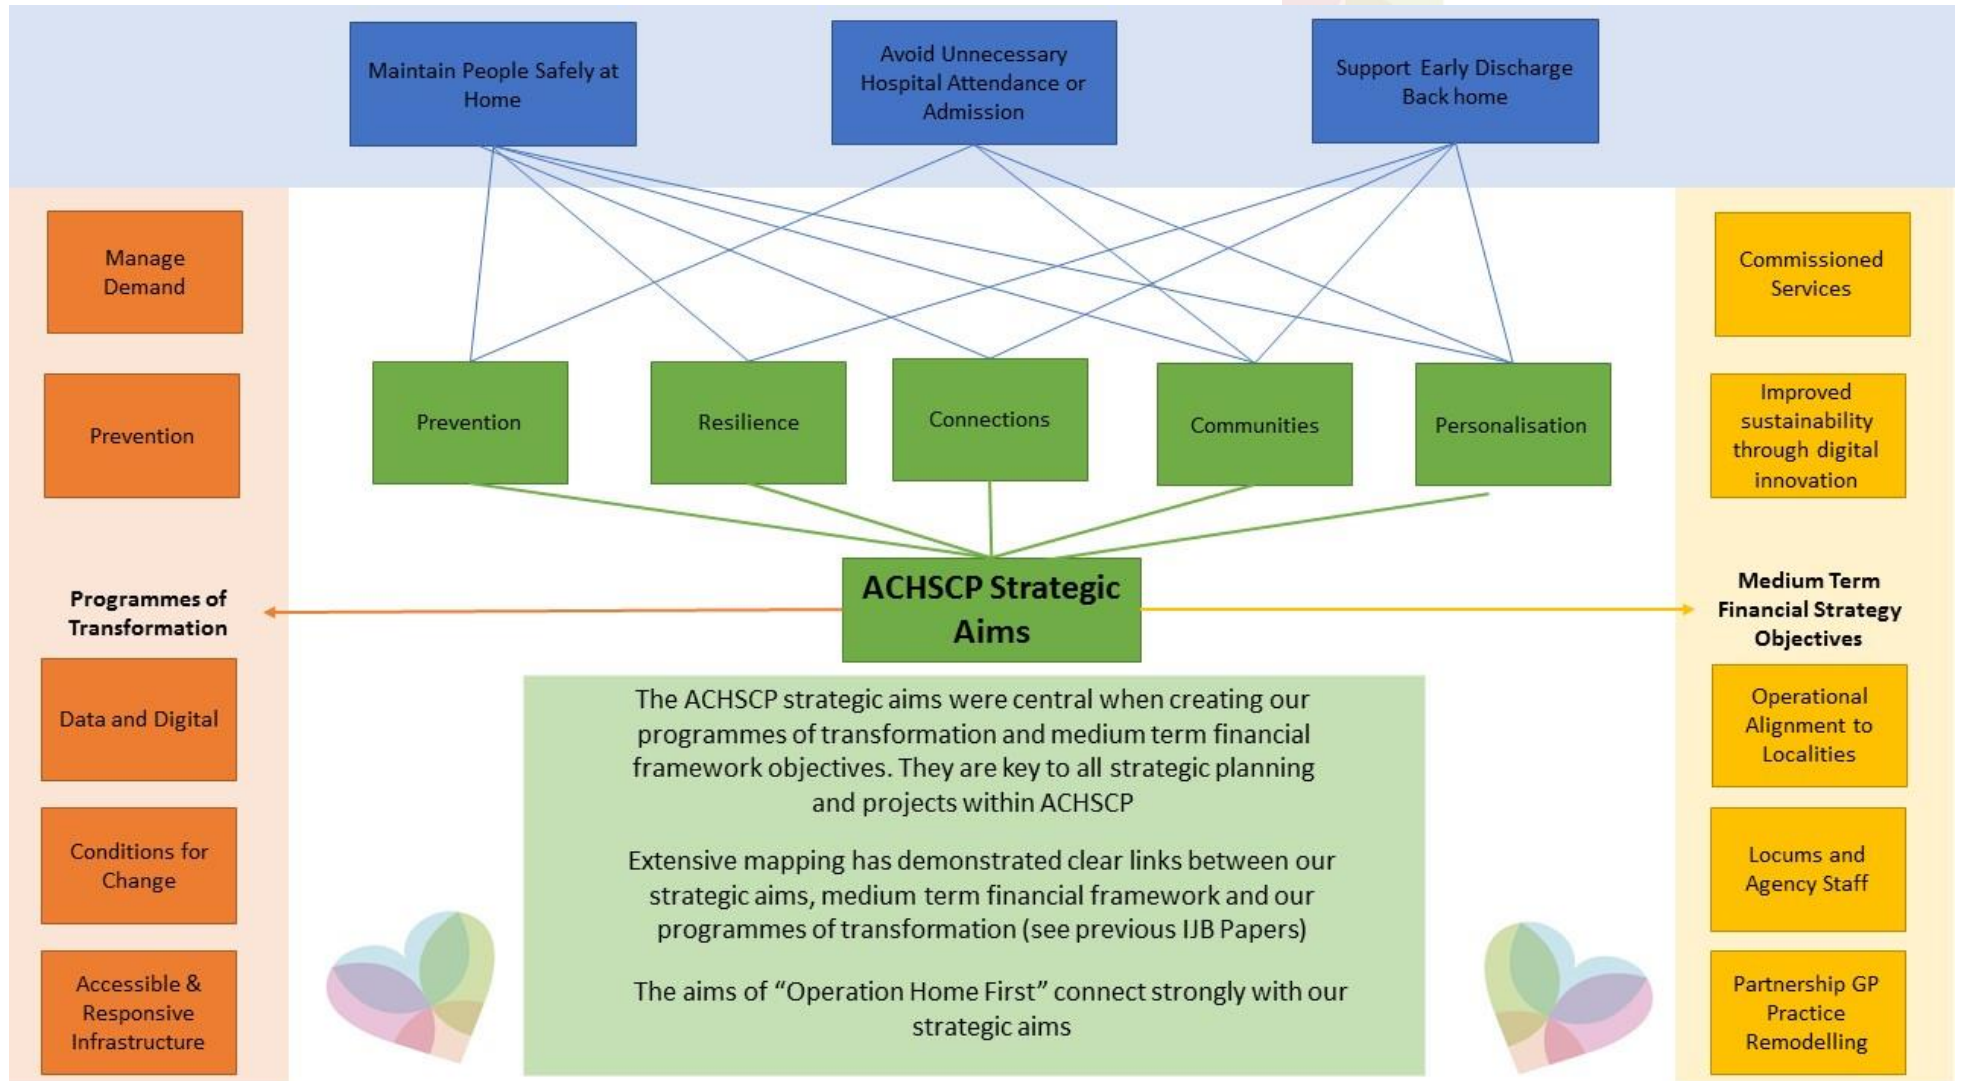 Maintain People Safely at
Home
Avoid Unnecessary
Hospital Attendance or
Admission
Support Early Discharge
Back home
Manage
Demand
Prevention
Programmes of
Transformation
Data and Digital
Conditions for
Change
Accessible &
Responsive
Infrastructure
Prevention
Resilience
Connections
Communities
Personalisation
ACHSCP Strategic
Aims
The ACHSCP strategic aims were central when creating our
programmes of transformation and medium term financial
framework objectives. They are key to all strategic planning
and projects within ACHSCP
Extensive mapping has demonstrated clear links between our
strategic aims, medium term financial framework and our
programmes of transformation (see previous IJB Papers)
The aims of “Operation Home First” connect strongly with our
strategic aims
Commissioned
Services
Improved
sustainability
through digital
innovation
Medium Term
Financial Strategy
Objectives
Operational
Alignment to
Localities
Locums and
Agency Staff
Partnership GP
Practice
Remodelling